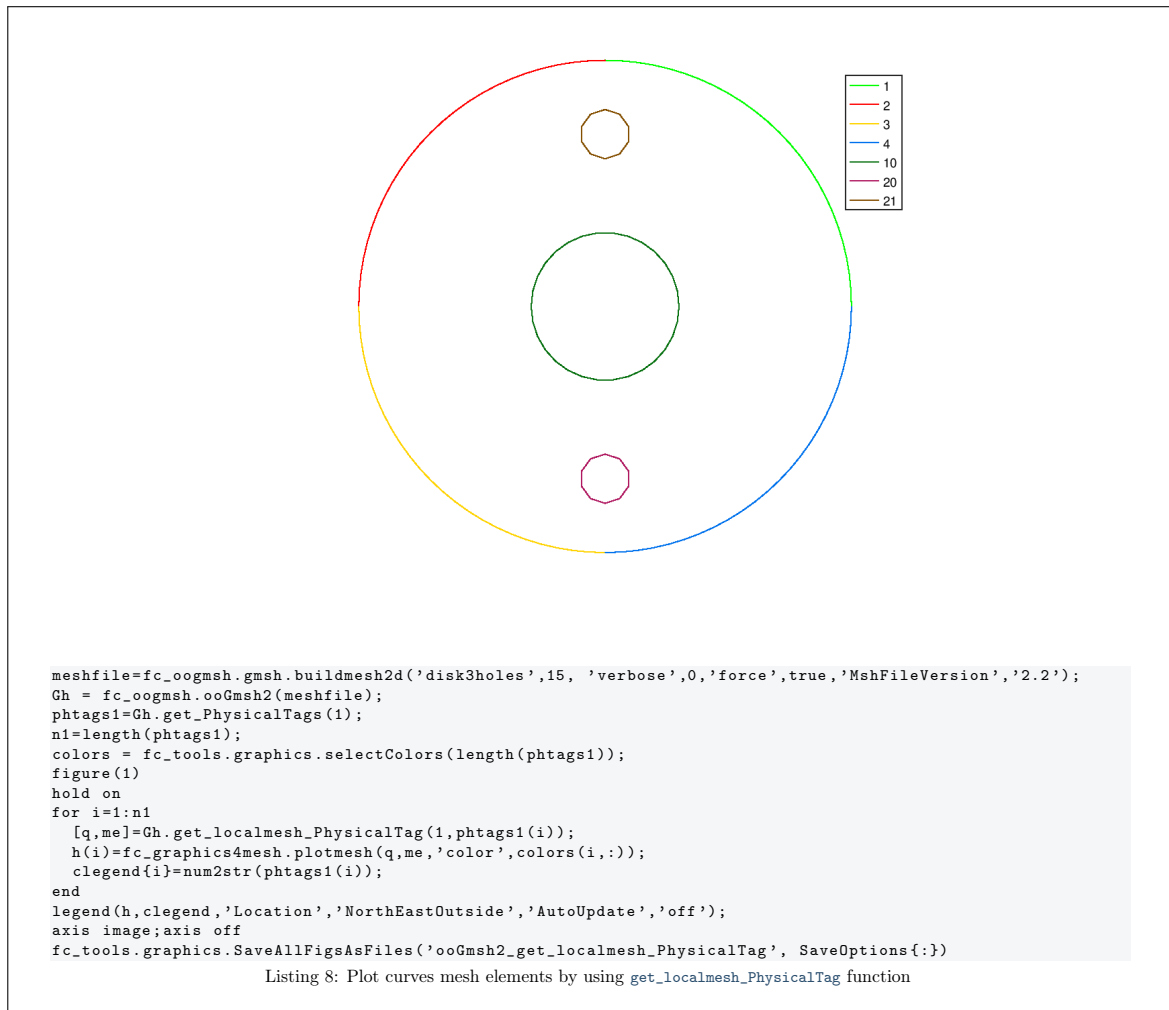 1
2
3
4
10
20
21
meshfile=fc_oogmsh.gmsh.buildmesh2d('disk3holes',15, 'verbose',0,'force',true,'MshFileVersion','2.2');
Gh = fc_oogmsh.ooGmsh2(meshfile);
phtags1=Gh.get_PhysicalTags(1);
n1=length(phtags1);
colors = fc_tools.graphics.selectColors(length(phtags1));
figure(1)
hold on
for i=1:n1
  [q,me]=Gh.get_localmesh_PhysicalTag(1,phtags1(i));
  h(i)=fc_graphics4mesh.plotmesh(q,me,'color',colors(i,:));
  clegend{i}=num2str(phtags1(i));
end
legend(h,clegend,'Location','NorthEastOutside','AutoUpdate','off');
axis image;axis off
fc_tools.graphics.SaveAllFigsAsFiles('ooGmsh2_get_localmesh_PhysicalTag', SaveOptions{:})
Listing 8: Plot curves mesh elements by using get_localmesh_PhysicalTag function